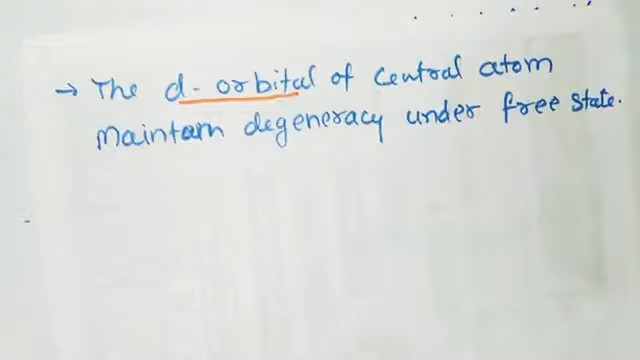 → The d-orbital of central atom
maintain degeneracy under free state.